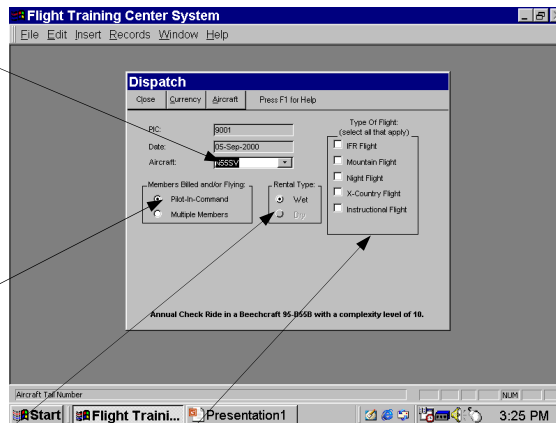 Flight Training Center System
File Edit Insert Records Window Help
Dispatch
Close Currency Aircraft Press F1 for Help
PIC: 9001
Date: 05-Sep-2000
Aircraft: N55SV
Type Of Flight:
(select all that apply)
IFR Flight
Mountain Flight
Night Flight
X-Country Flight
Instructional Flight
Members Billed and/or Flying:
Pilot-In-Command
Multiple Members
Rental Type:
Wet
Dry
Annual Check Ride in a Beechcraft 95-B55B with a complexity level of 10.
Aircraft Tail Number NUM
Start Flight Traini... Presentation1 3:25 PM